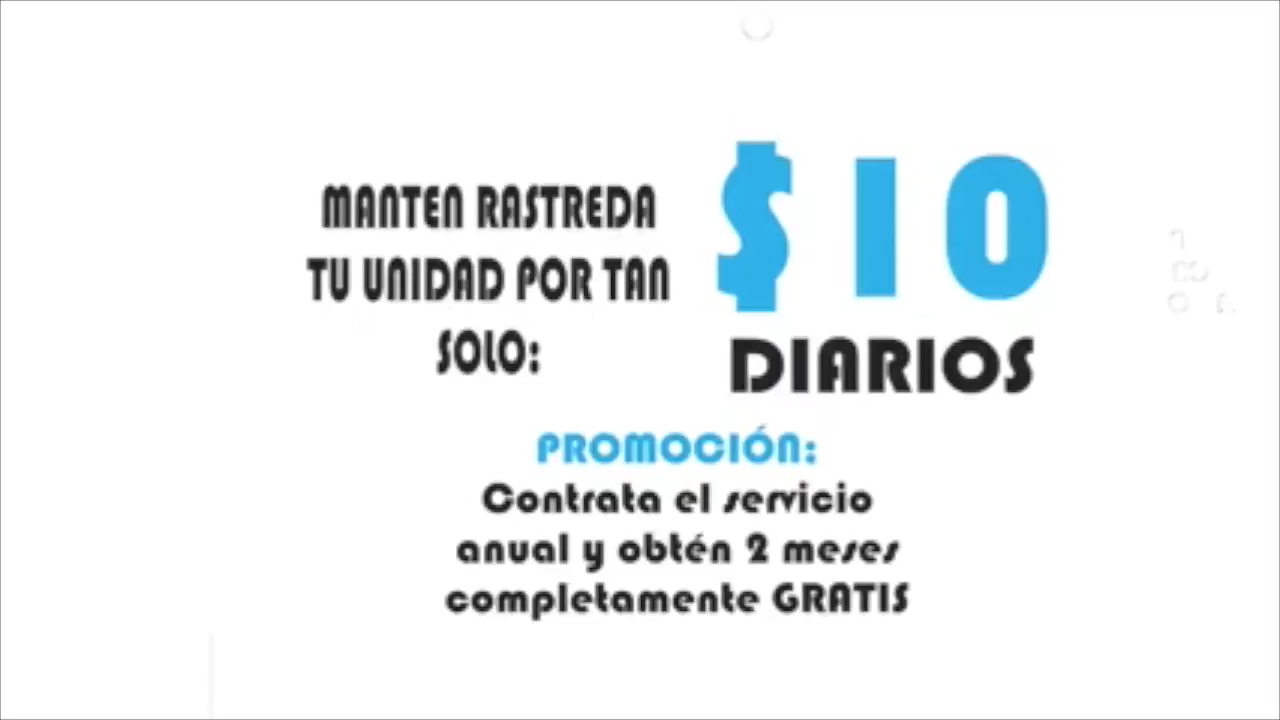 MANTEN RASTREDA
TU UNIDAD POR TAN
SOLO:
$10
DIARIOS
PROMOCIÓN:
Contrata el servicio
anual y obtén 2 meses
completamente GRATIS